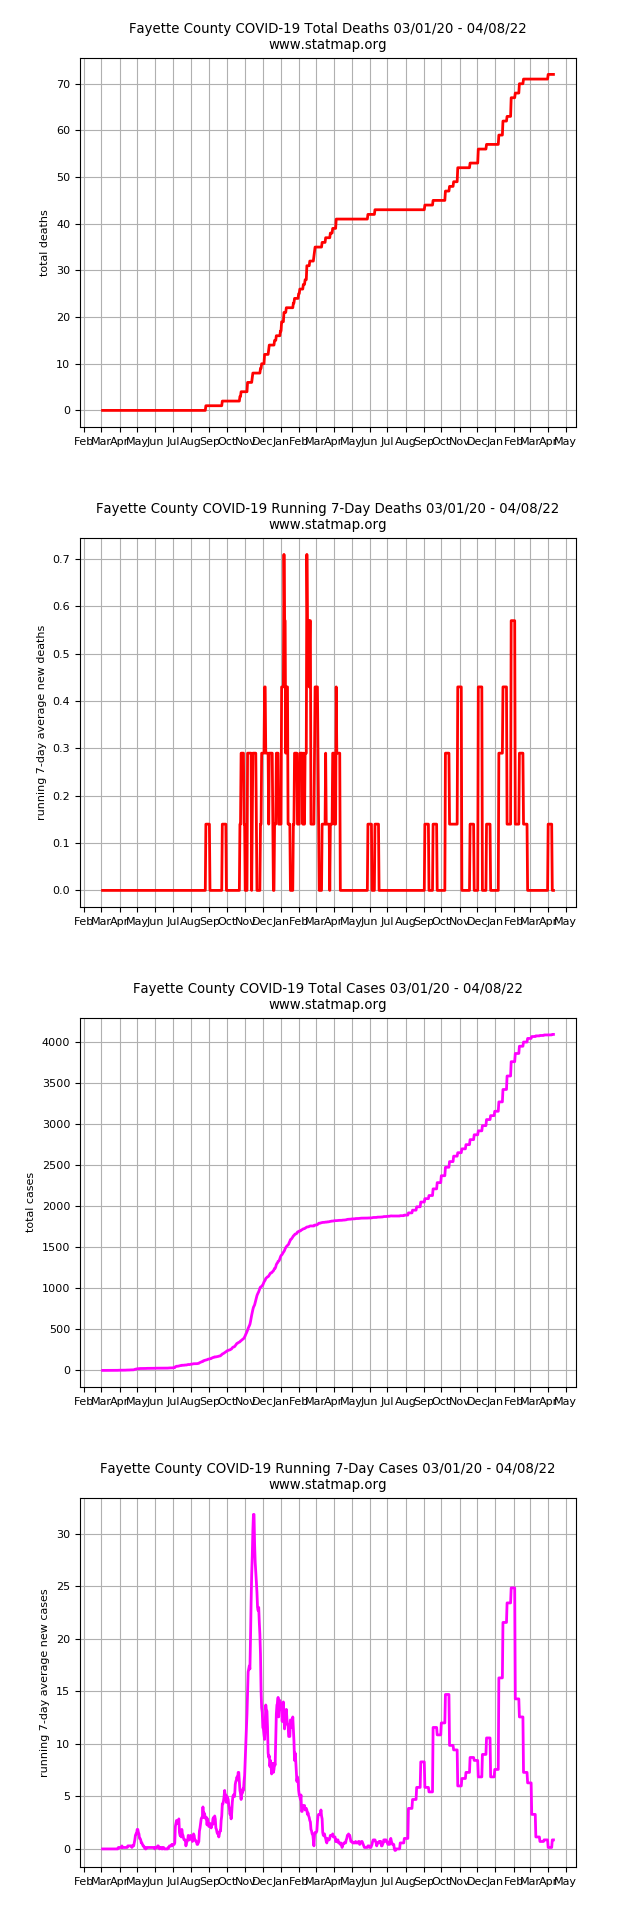 Fayette County COVID-19 Total Deaths 03/01/20 - 04/08/22
www.statmap.org
total deaths
70
60
50
40
30
20
10
0
Feb Mar Apr May Jun Jul Aug Sep Oct Nov Dec Jan Feb Mar Apr May Jun Jul Aug Sep Oct Nov Dec Jan Feb Mar Apr May
Fayette County COVID-19 Running 7-Day Deaths 03/01/20 - 04/08/22
www.statmap.org
running 7-day average new deaths
0.7
0.6
0.5
0.4
0.3
0.2
0.1
0.0
Feb Mar Apr May Jun Jul Aug Sep Oct Nov Dec Jan Feb Mar Apr May Jun Jul Aug Sep Oct Nov Dec Jan Feb Mar Apr May
Fayette County COVID-19 Total Cases 03/01/20 - 04/08/22
www.statmap.org
total cases
4000
3500
3000
2500
2000
1500
1000
500
0
Feb Mar Apr May Jun Jul Aug Sep Oct Nov Dec Jan Feb Mar Apr May Jun Jul Aug Sep Oct Nov Dec Jan Feb Mar Apr May
Fayette County COVID-19 Running 7-Day Cases 03/01/20 - 04/08/22
www.statmap.org
running 7-day average new cases
30
25
20
15
10
5
0
Feb Mar Apr May Jun Jul Aug Sep Oct Nov Dec Jan Feb Mar Apr May Jun Jul Aug Sep Oct Nov Dec Jan Feb Mar Apr May